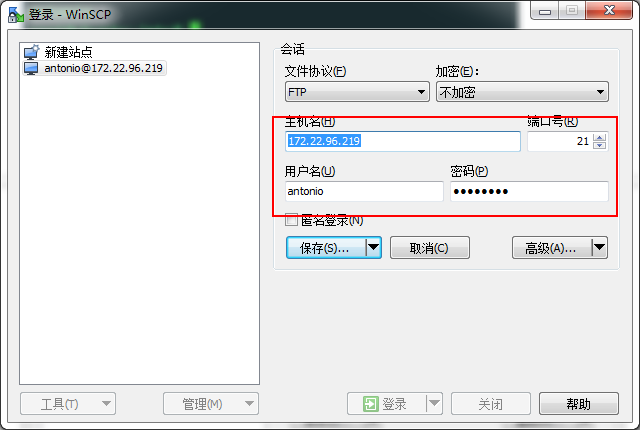 登录 - WinSCP
新建站点
antonio@172.22.96.219
会话
文件协议(F)
加密(E):
FTP
不加密
主机名(H)
端口号(R)
172.22.96.219
21
用户名(U)
密码(P)
antonio
●●●●●●●●
匿名登录(N)
保存(S)...
取消(C)
高级(A)...
工具(T)
管理(M)
登录
关闭
帮助